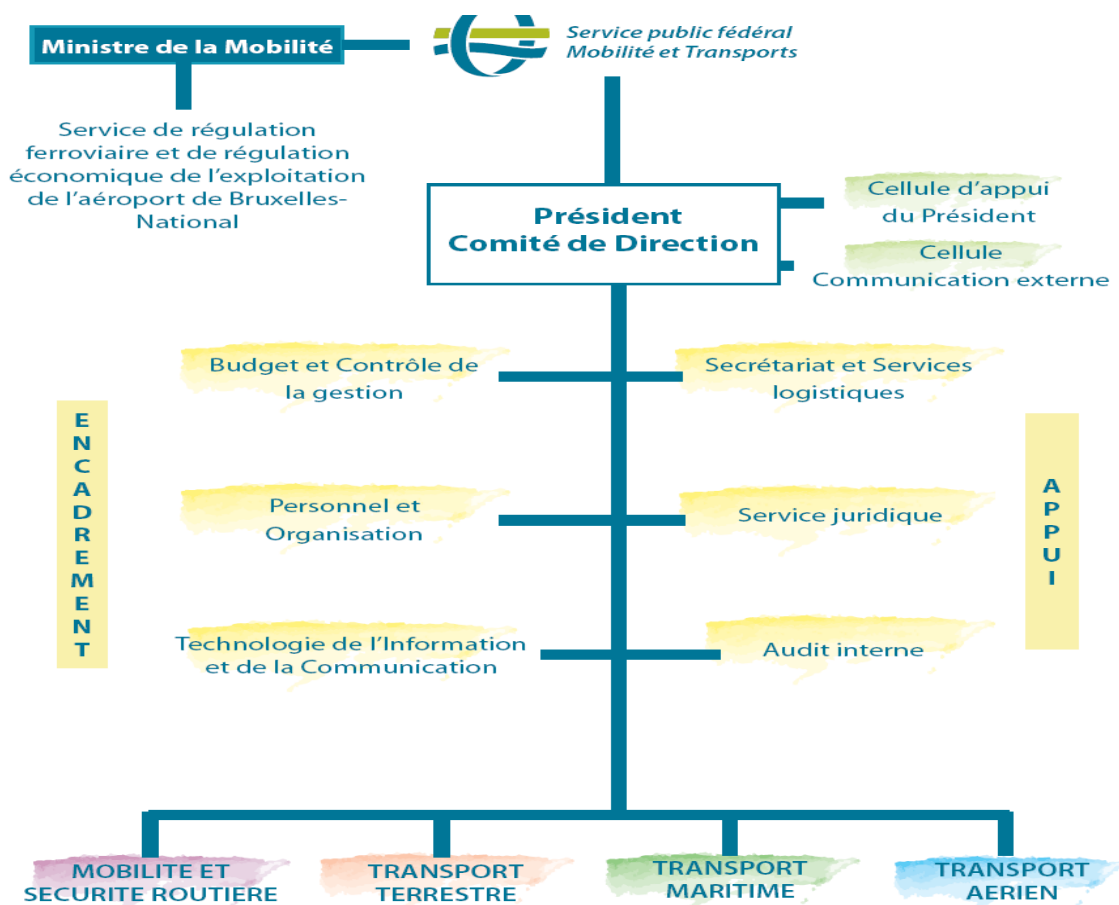 Service public fédéral
Mobilité et Transports
Ministre de la Mobilité
Service de régulation
ferroviaire et de régulation
économique de l’exploitation
de l’aéroport de Bruxelles-
National
Président
Comité de Direction
Cellule d’appui
du Président
Cellule
Communication externe
Budget et Contrôle de
la gestion
Secrétariat et Services
logistiques
ENCADREMENT
Personnel et
Organisation
Service juridique
APPUI
Technologie de l’Information
et de la Communication
Audit interne
MOBILITE ET
SECURITE ROUTIERE
TRANSPORT
TERRESTRE
TRANSPORT
MARITIME
TRANSPORT
AERIEN